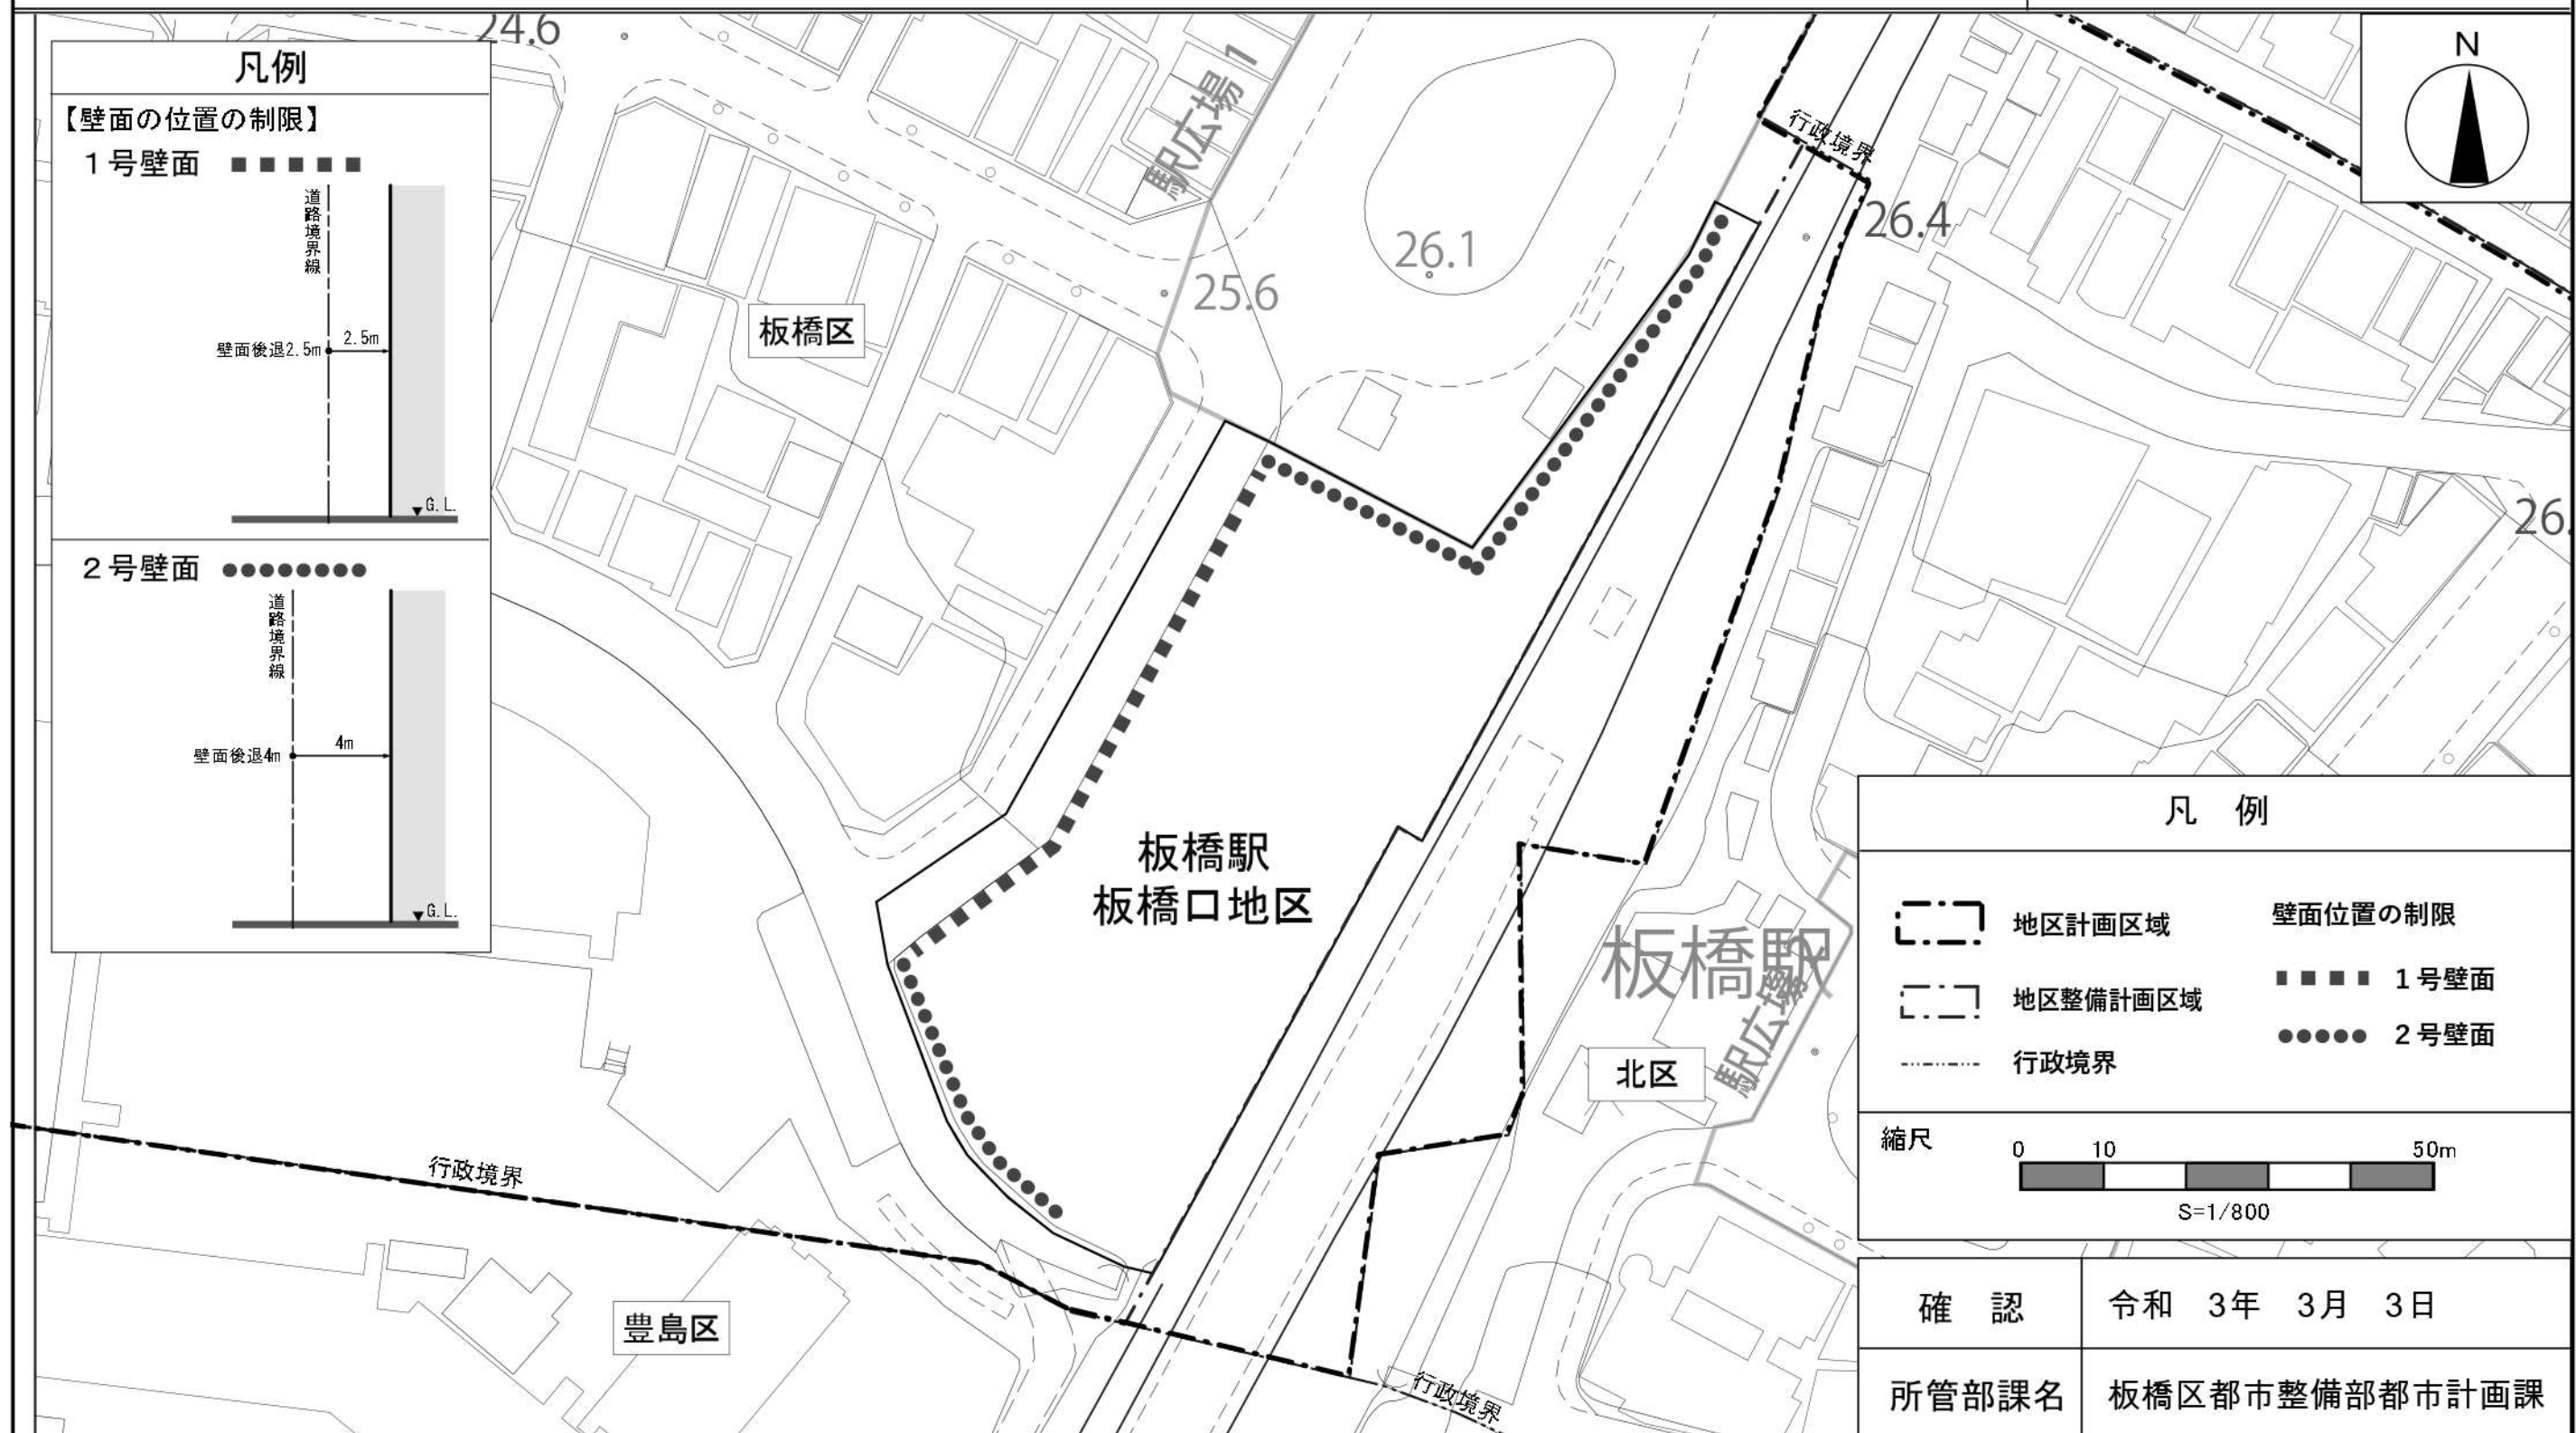 24.6
凡例
【壁面の位置の制限】
1号壁面
道路境界線
壁面後退2.5m
2.5m
G.L.
2号壁面
道路境界線
壁面後退4m
4m
G.L.
駅広場 1
板橋区
25.6
26.1
行政境界
26.4
N
26.
板橋駅
板橋口地区
板橋駅
駅広場
北区
行政境界
豊島区
行政境界
凡 例
地区計画区域
地区整備計画区域
行政境界
壁面位置の制限
1号壁面
2号壁面
縮尺
0 10 50m
S=1/800
確 認
令和 3年 3月 3日
所管部課名
板橋区都市整備部都市計画課